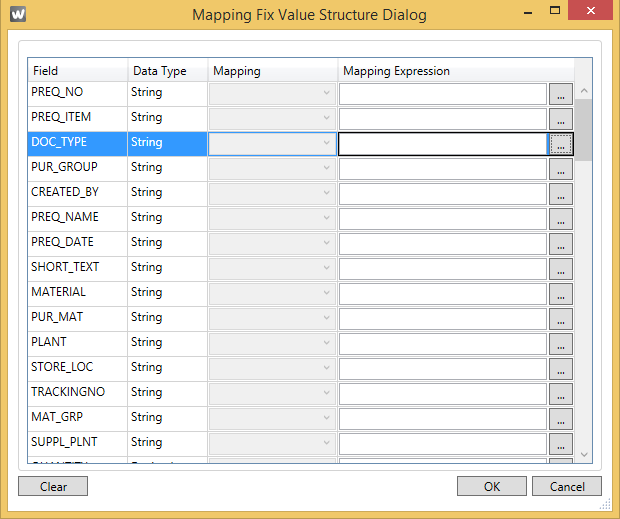 W
Mapping Fix Value Structure Dialog
Field Data Type Mapping Mapping Expression
PREQ_NO String ...
PREQ_ITEM String ...
DOC_TYPE String ...
PUR_GROUP String ...
CREATED_BY String ...
PREQ_NAME String ...
PREQ_DATE String ...
SHORT_TEXT String ...
MATERIAL String ...
PUR_MAT String ...
PLANT String ...
STORE_LOC String ...
TRACKINGNO String ...
MAT_GRP String ...
SUPPL_PLNT String ...
Clear OK Cancel